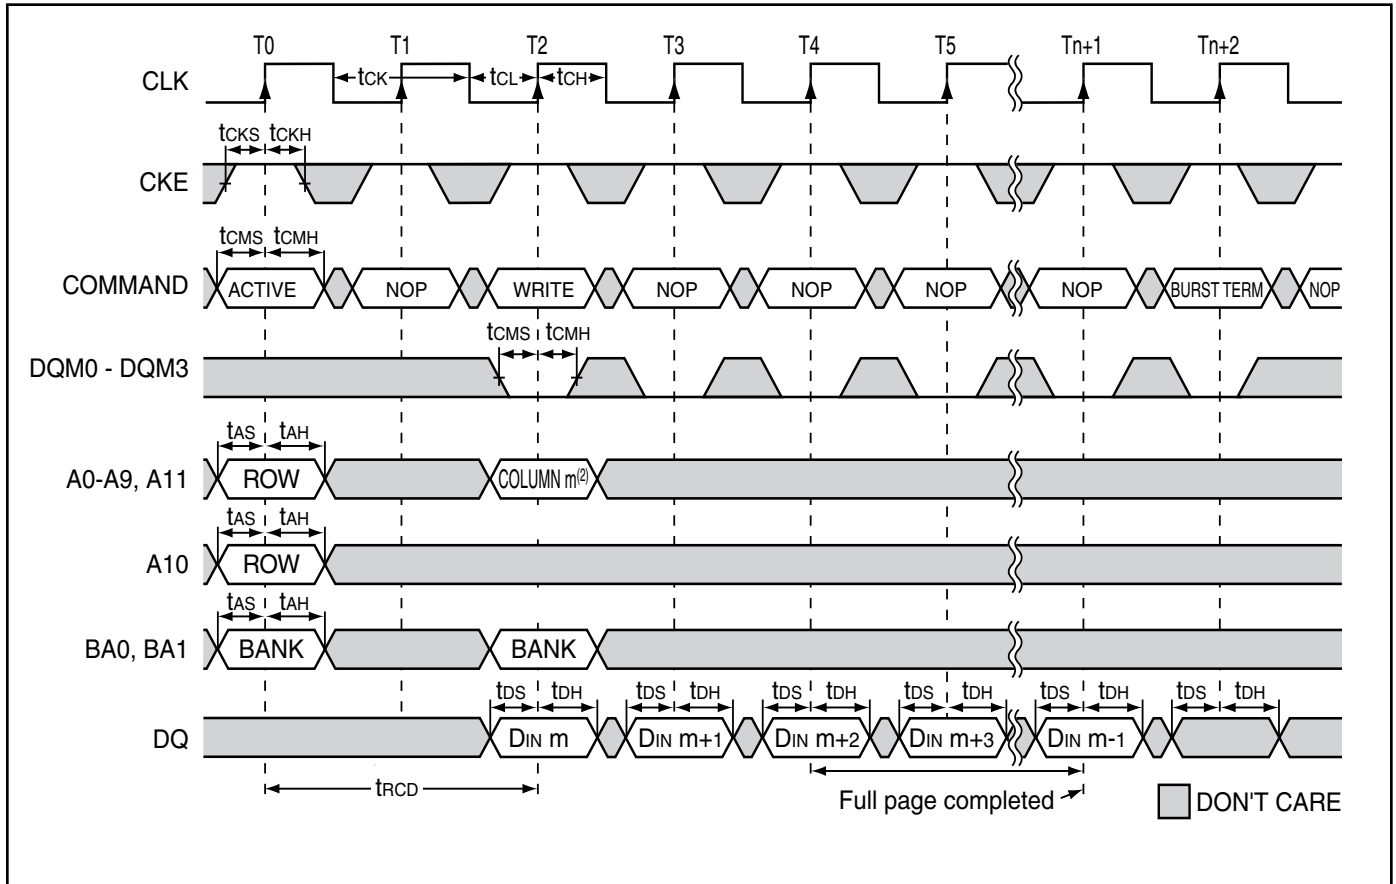 T0 T1 T2 T3 T4 T5 Tn+1 Tn+2
CLK tCK tCL tCH
tCKS tCKH
CKE
tCMS tCMH
COMMAND ACTIVE NOP WRITE NOP NOP NOP NOP BURST TERM NOP
tCMS tCMH
DQM0 - DQM3
tAS tAH
A0-A9, A11 ROW COLUMN m(2)
tAS tAH
A10 ROW
tAS tAH
BA0, BA1 BANK BANK
tDS tDH tDS tDH tDS tDH tDS tDH tDS tDH tDS tDH
DQ DIN m DIN m+1 DIN m+2 DIN m+3 DIN m-1
tRCD
Full page completed DON'T CARE